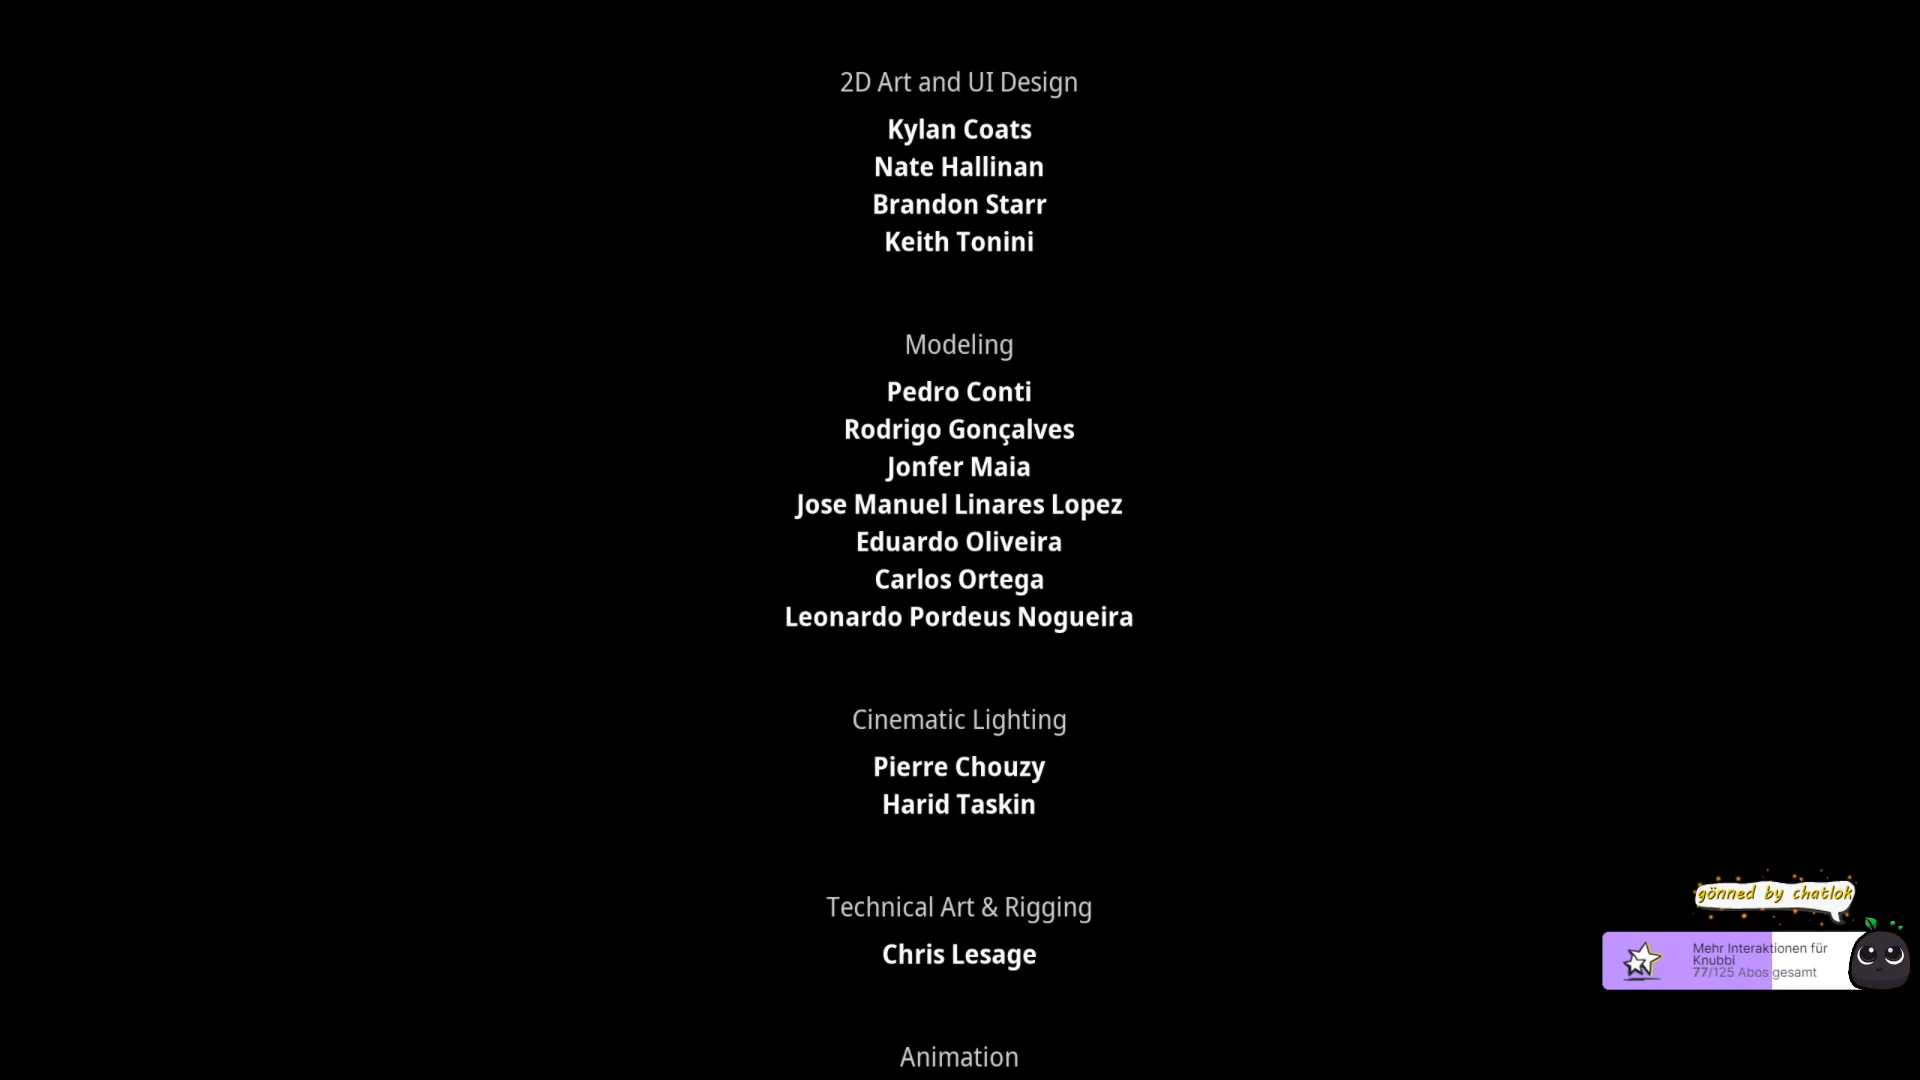 2D Art and UI Design
Kylan Coats
Nate Hallinan
Brandon Starr
Keith Tonini
Modeling
Pedro Conti
Rodrigo Gonçalves
Jonfer Maia
Jose Manuel Linares Lopez
Eduardo Oliveira
Carlos Ortega
Leonardo Pordeus Nogueira
Cinematic Lighting
Pierre Chouzy
Harid Taskin
Technical Art & Rigging
Chris Lesage
Animation
gönned by chatlok
Mehr Interaktionen für
Knubbi
77/125 Abos gesamt